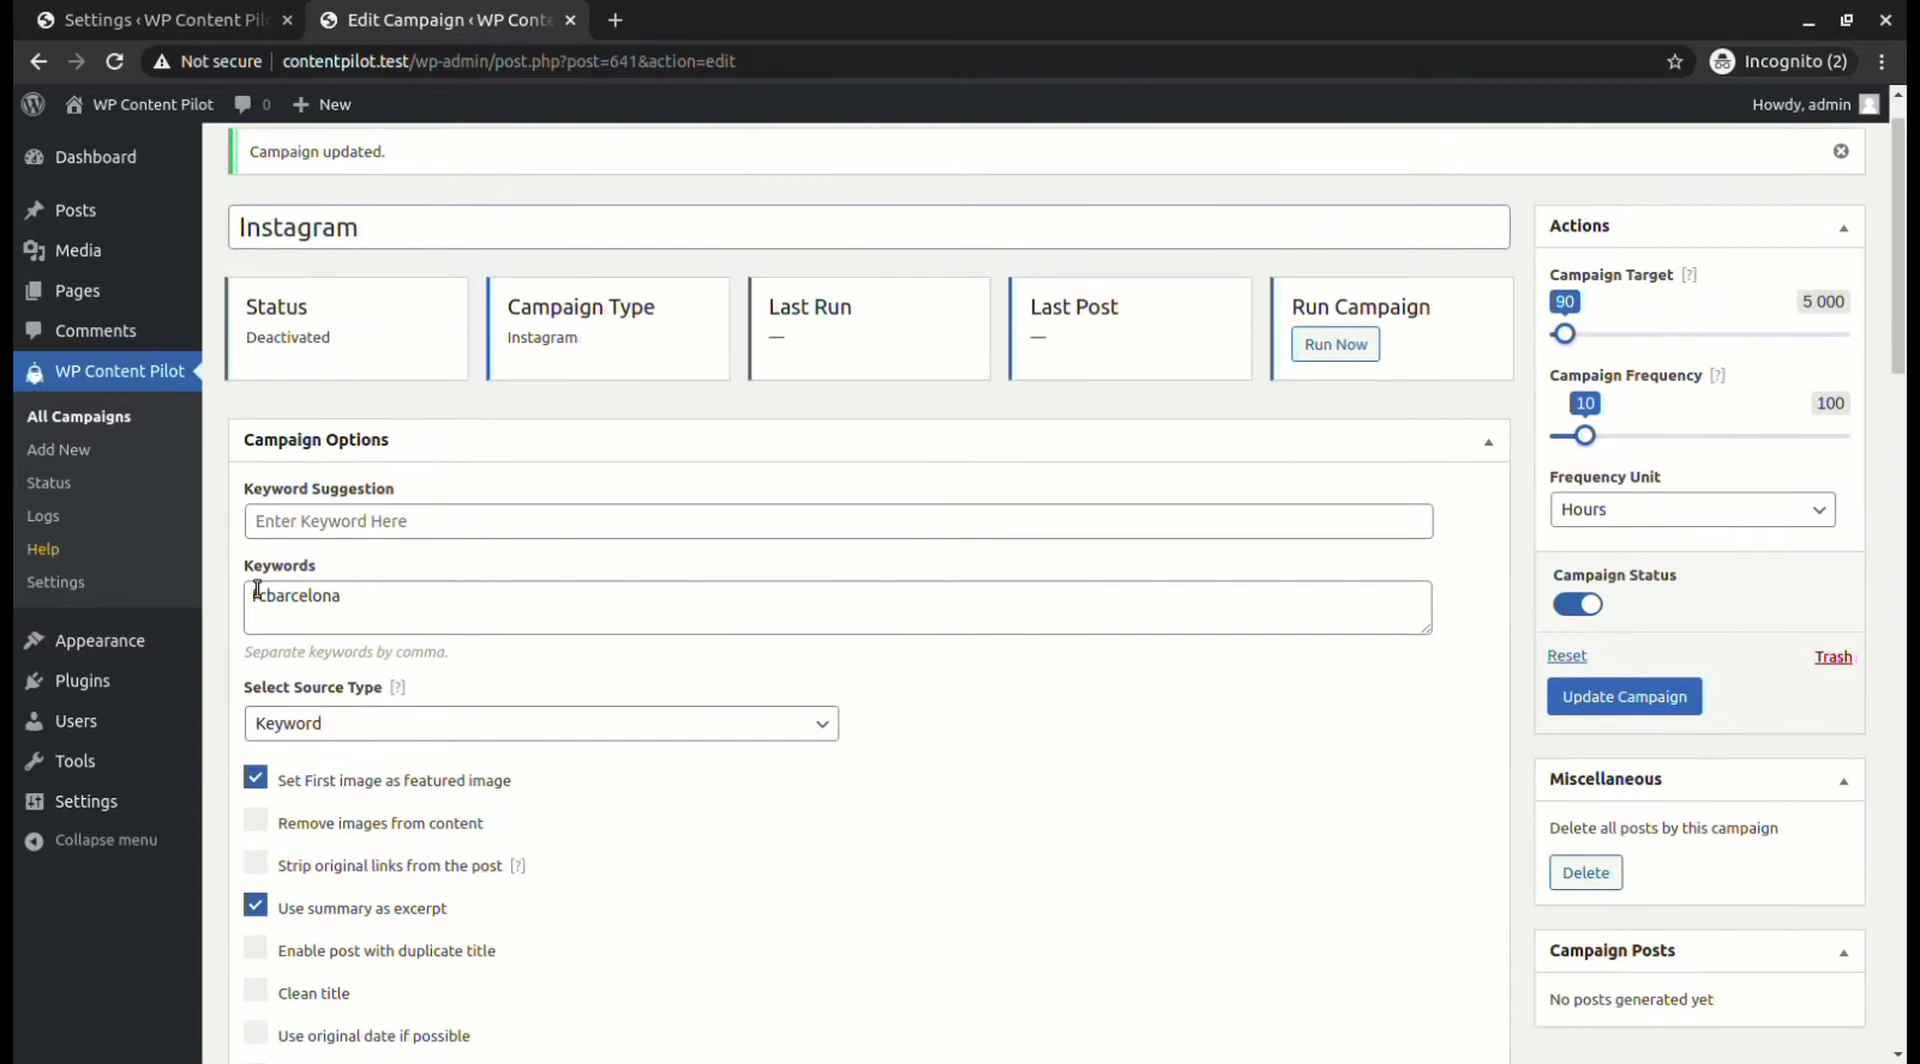 Settings ‹ WP Content Pil
Edit Campaign ‹ WP Conte
Not secure
contentpilot.test/wp-admin/post.php?post=641&action=edit
Incognito (2)
WP Content Pilot
0
New
Howdy, admin
Dashboard
Posts
Media
Pages
Comments
WP Content Pilot
All Campaigns
Add New
Status
Logs
Help
Settings
Appearance
Plugins
Users
Tools
Settings
Collapse menu
Campaign updated.
Instagram
Status
Deactivated
Campaign Type
Instagram
Last Run
—
Last Post
—
Run Campaign
Run Now
Campaign Options
Keyword Suggestion
Enter Keyword Here
Keywords
fcbarcelona
Separate keywords by comma.
Select Source Type [?]
Keyword
Set First image as featured image
Remove images from content
Strip original links from the post [?]
Use summary as excerpt
Enable post with duplicate title
Clean title
Use original date if possible
Actions
Campaign Target [?]
90
5 000
Campaign Frequency [?]
10
100
Frequency Unit
Hours
Campaign Status
Reset
Trash
Update Campaign
Miscellaneous
Delete all posts by this campaign
Delete
Campaign Posts
No posts generated yet